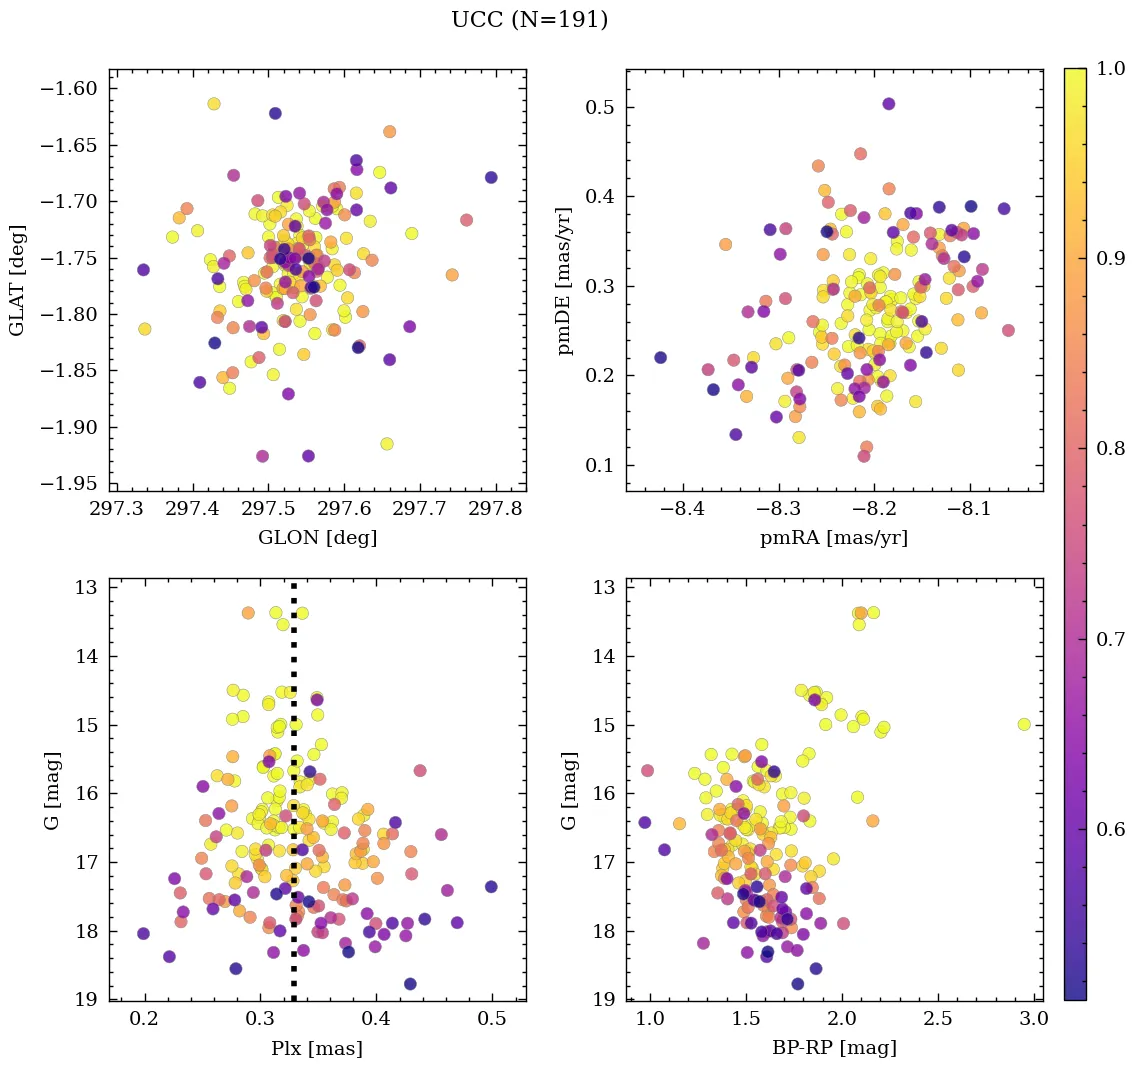 UCC (N=191)
−1.60
−1.65
−1.70
−1.75
−1.80
−1.85
−1.90
−1.95
GLAT [deg]
297.3 297.4 297.5 297.6 297.7 297.8
GLON [deg]
0.5
0.4
0.3
0.2
0.1
pmDE [mas/yr]
−8.4 −8.3 −8.2 −8.1
pmRA [mas/yr]
13
14
15
16
17
18
19
G [mag]
0.2 0.3 0.4 0.5
Plx [mas]
13
14
15
16
17
18
19
G [mag]
1.0 1.5 2.0 2.5 3.0
BP-RP [mag]
1.0
0.9
0.8
0.7
0.6